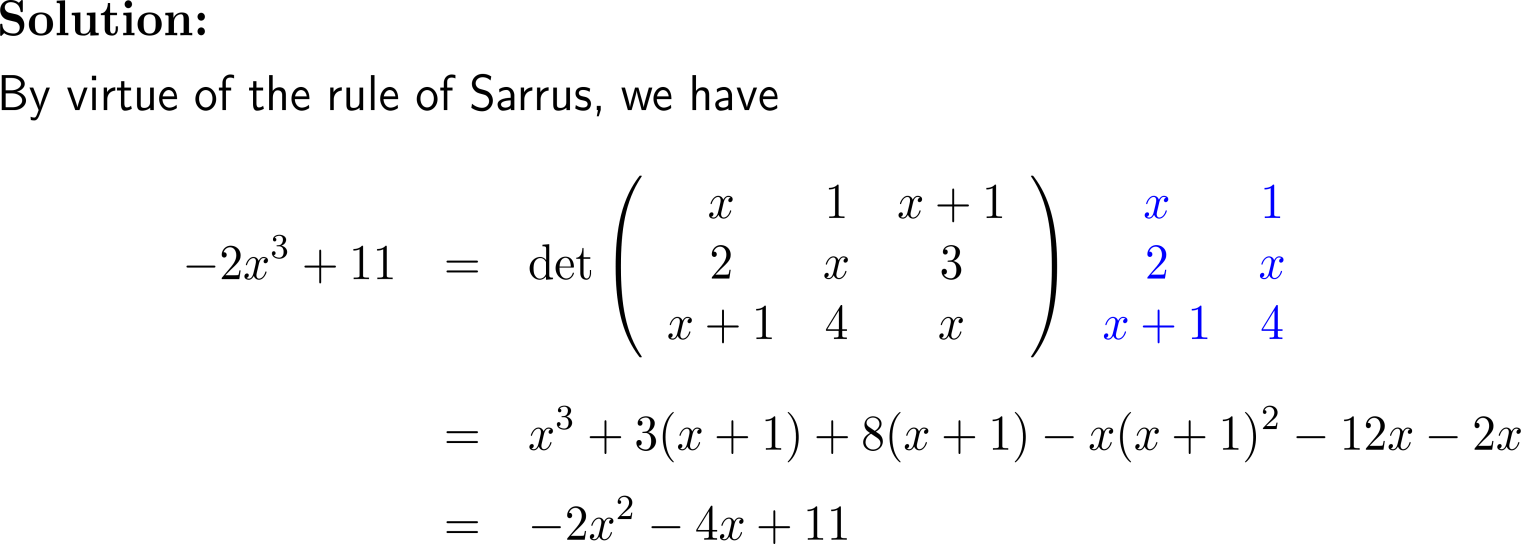 Solution:
By virtue of the rule of Sarrus, we have
x 1 x + 1 x 1
−2x³ + 11 = det ( 2 x 3 ) 2 x
x + 1 4 x x + 1 4
= x³ + 3(x + 1) + 8(x + 1) − x(x + 1)² − 12x − 2x
= −2x² − 4x + 11